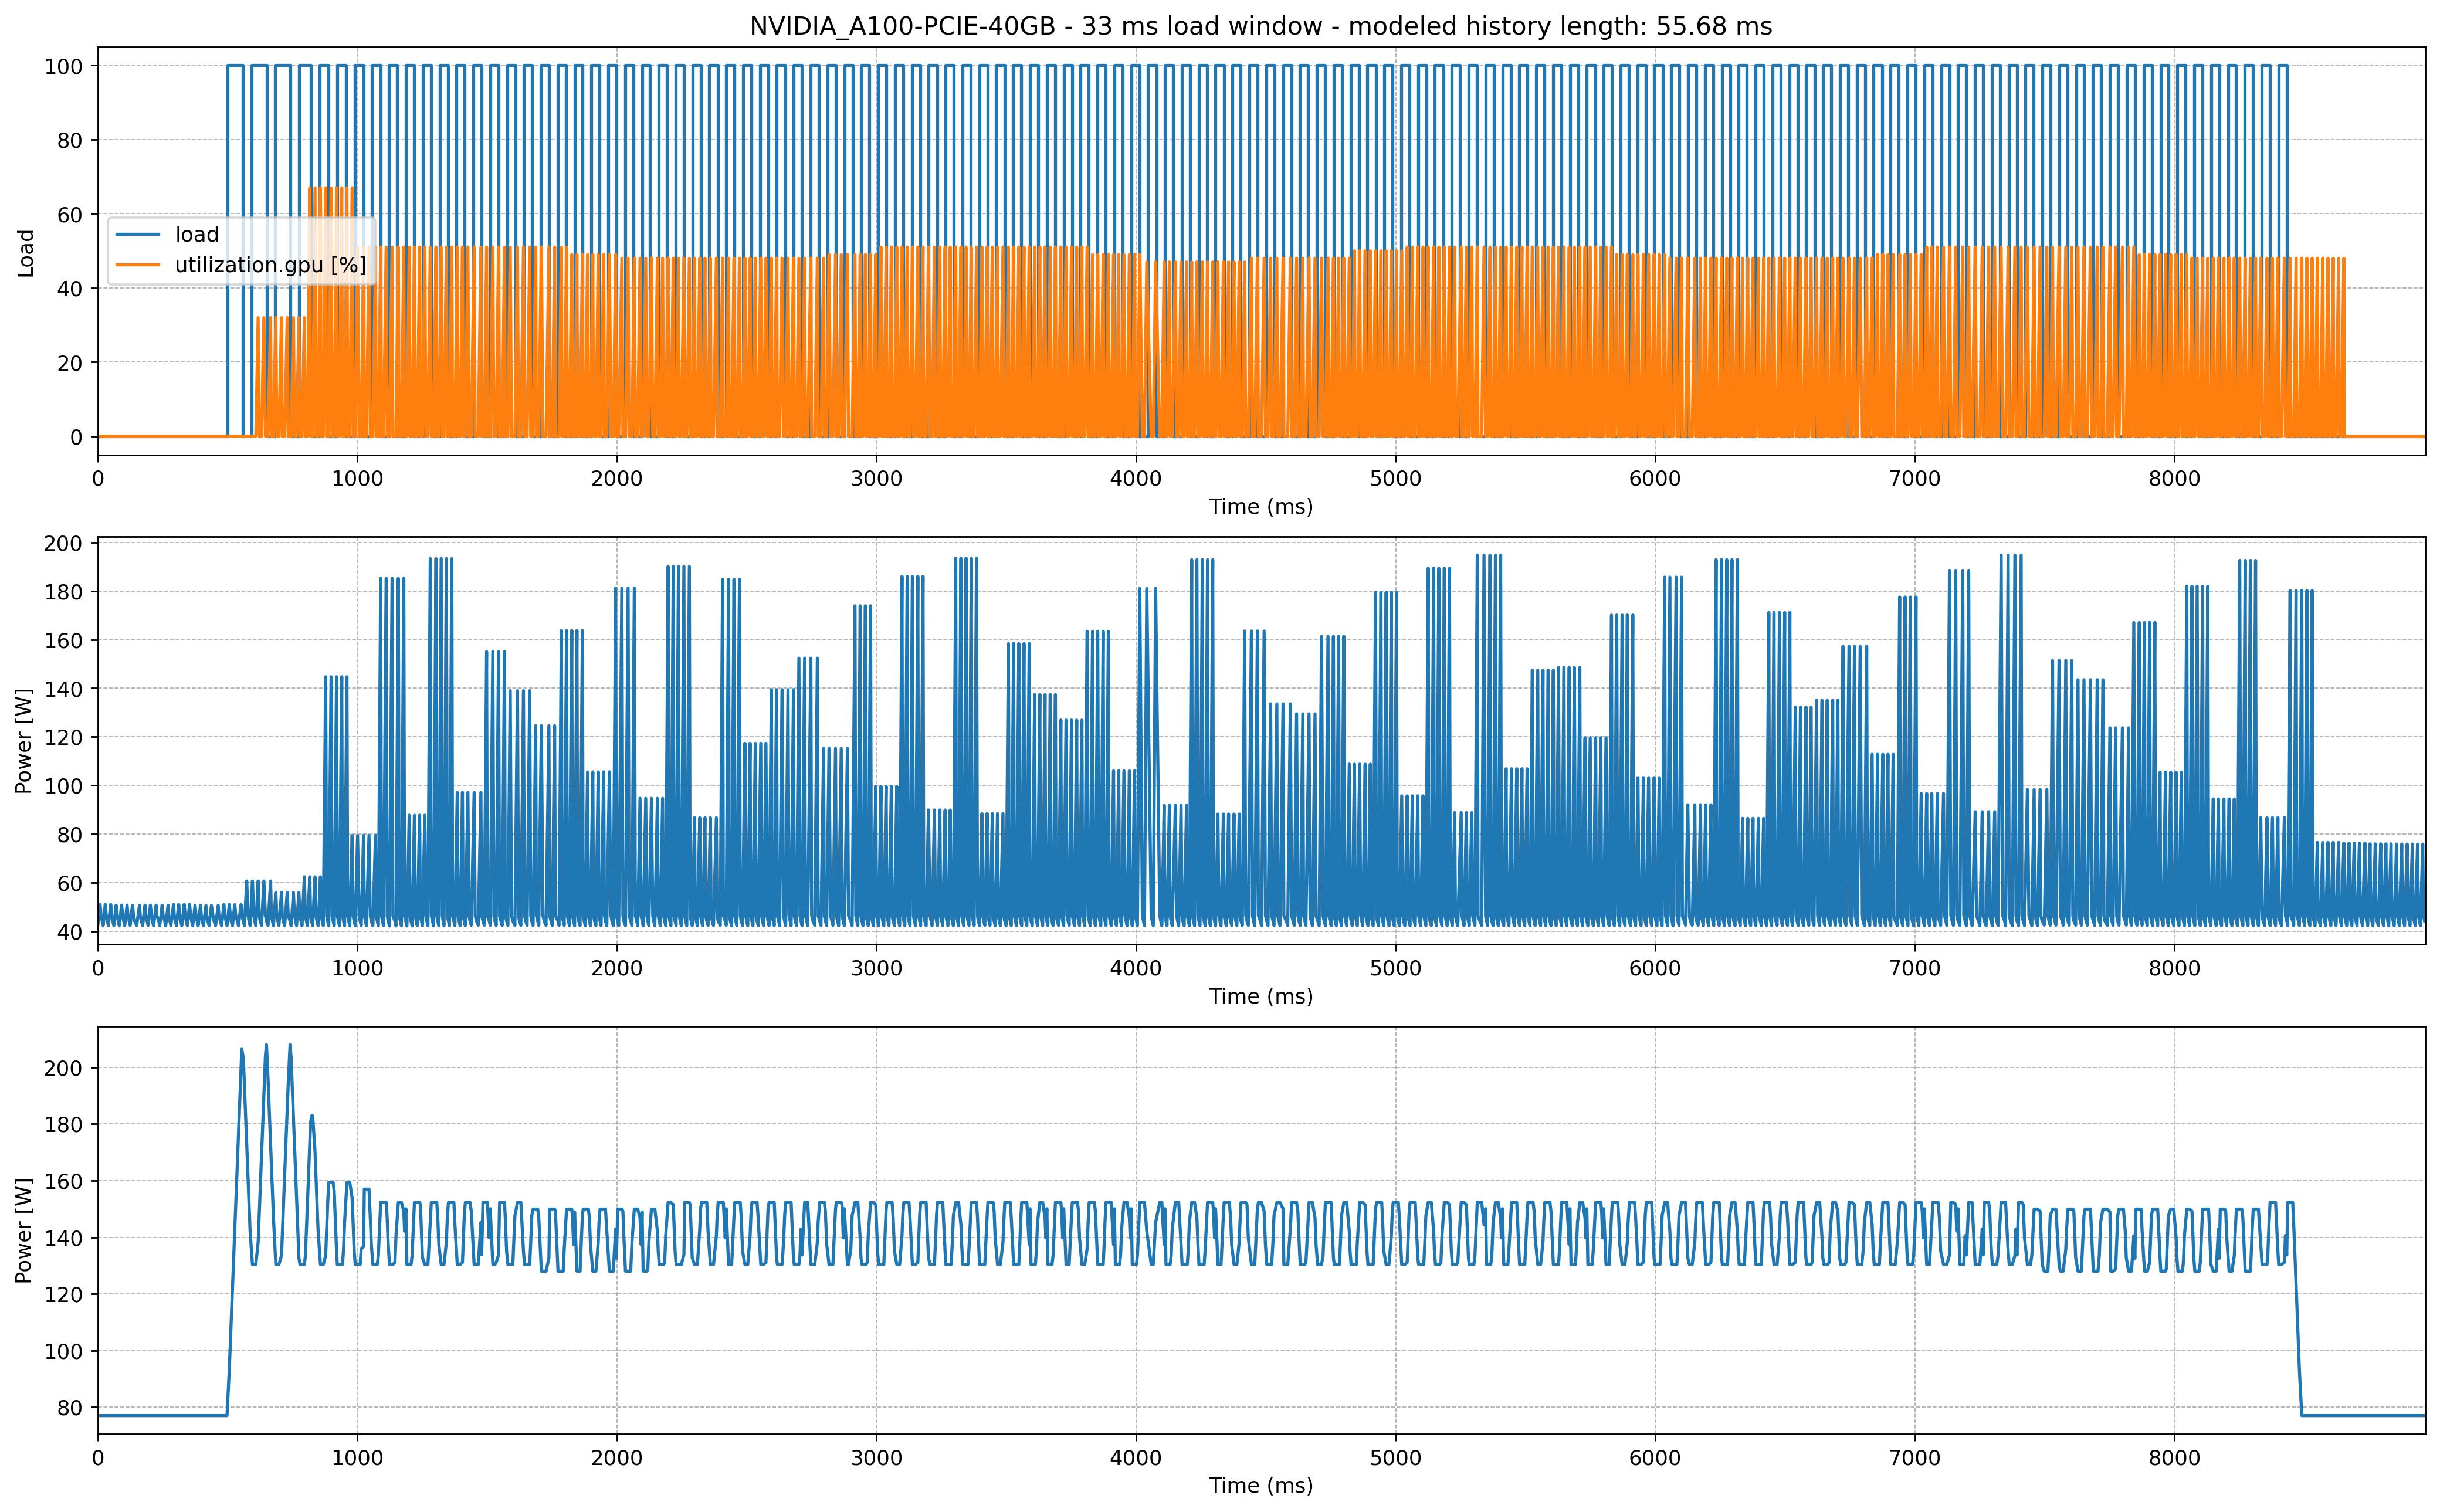 NVIDIA_A100-PCIE-40GB - 33 ms load window - modeled history length: 55.68 ms
100
80
60
40
20
0
Load
load
utilization.gpu [%]
0 1000 2000 3000 4000 5000 6000 7000 8000
Time (ms)
200
180
160
140
120
100
80
60
40
Power [W]
0 1000 2000 3000 4000 5000 6000 7000 8000
Time (ms)
200
180
160
140
120
100
80
Power [W]
0 1000 2000 3000 4000 5000 6000 7000 8000
Time (ms)